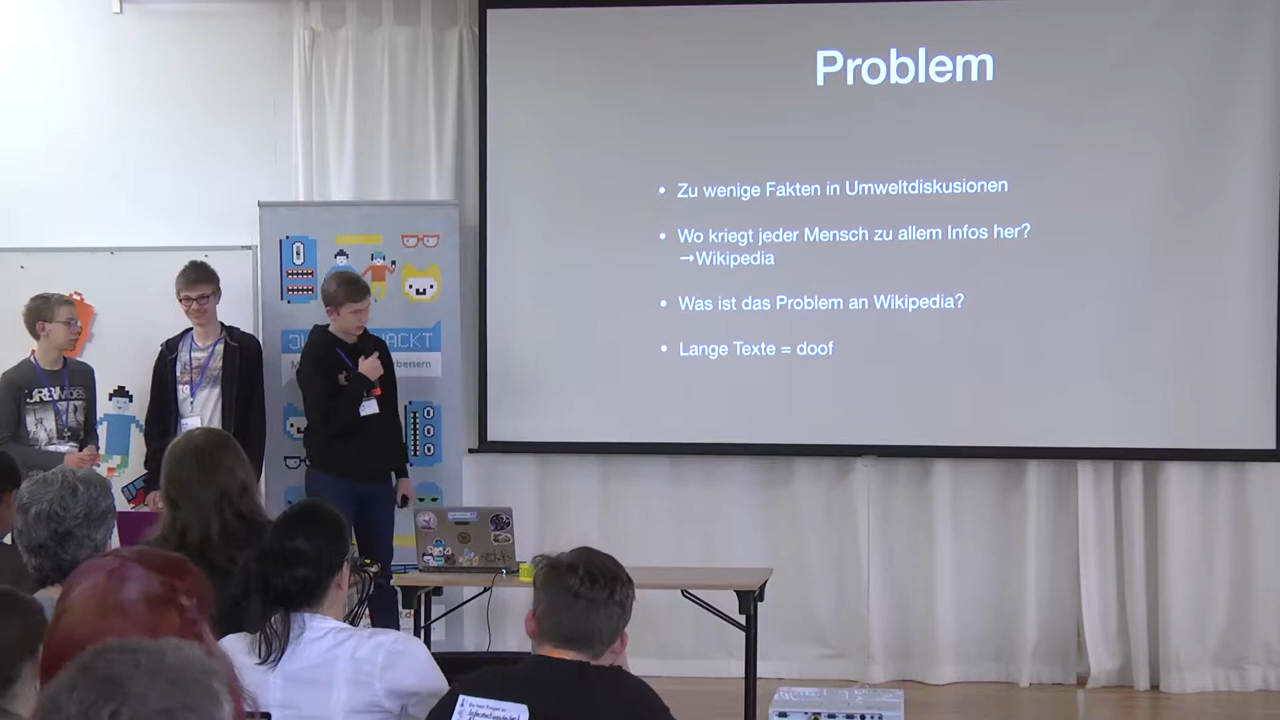 Problem
• Zu wenige Fakten in Umweltdiskusionen
• Wo kriegt jeder Mensch zu allem Infos her?
→Wikipedia
• Was ist das Problem an Wikipedia?
• Lange Texte = doof